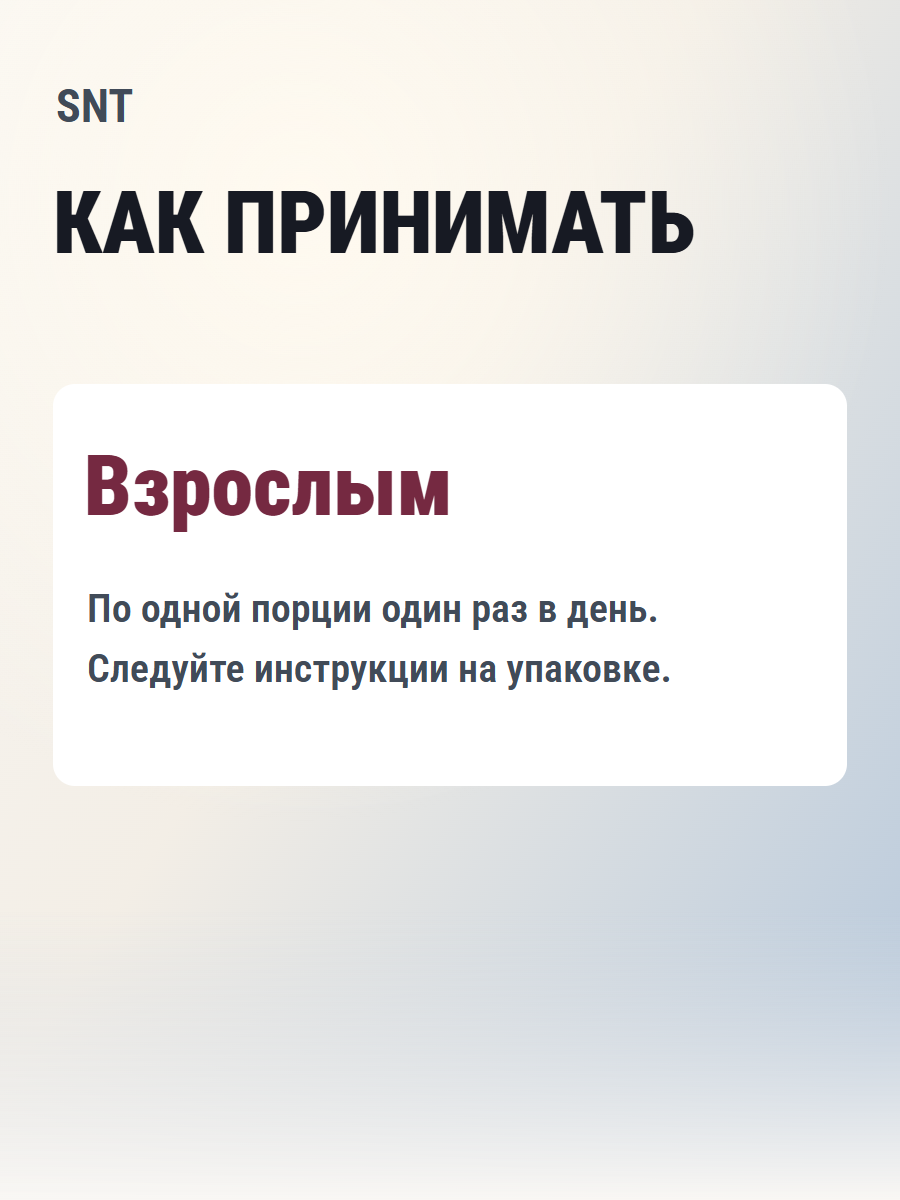 SNT
КАК ПРИНИМАТЬ
Взрослым
По одной порции один раз в день.
Следуйте инструкции на упаковке.